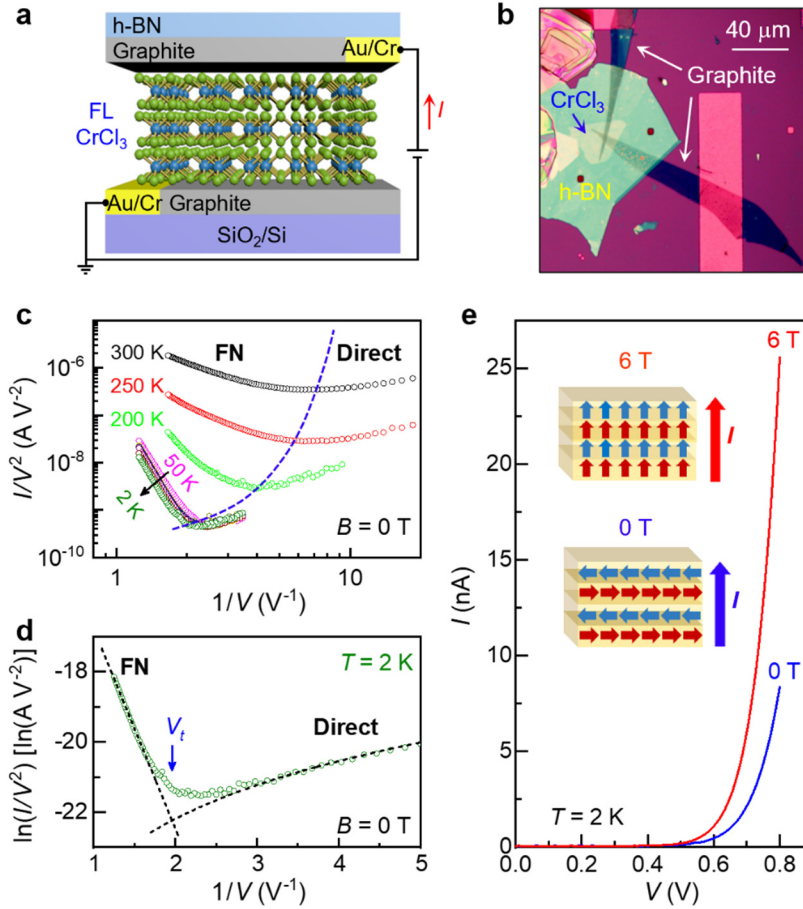 a
h-BN
Graphite
Au/Cr
FL
CrCl₃
I
Au/Cr Graphite
SiO₂/Si
b
40 μm
Graphite
CrCl₃
h-BN
c
I/V² (A V⁻²)
10⁻⁶
10⁻⁸
10⁻¹⁰
300 K
250 K
200 K
50 K
2 K
FN
Direct
B = 0 T
1
10
1/V (V⁻¹)
d
ln(I/V²) [ln(A V⁻²)]
-18
-20
-22
FN
T = 2 K
Vₜ
Direct
B = 0 T
1 2 3 4 5
1/V (V⁻¹)
e
I (nA)
25
20
15
10
5
0
6 T
6 T
I
0 T
I
0 T
T = 2 K
0.0 0.2 0.4 0.6 0.8
V (V)